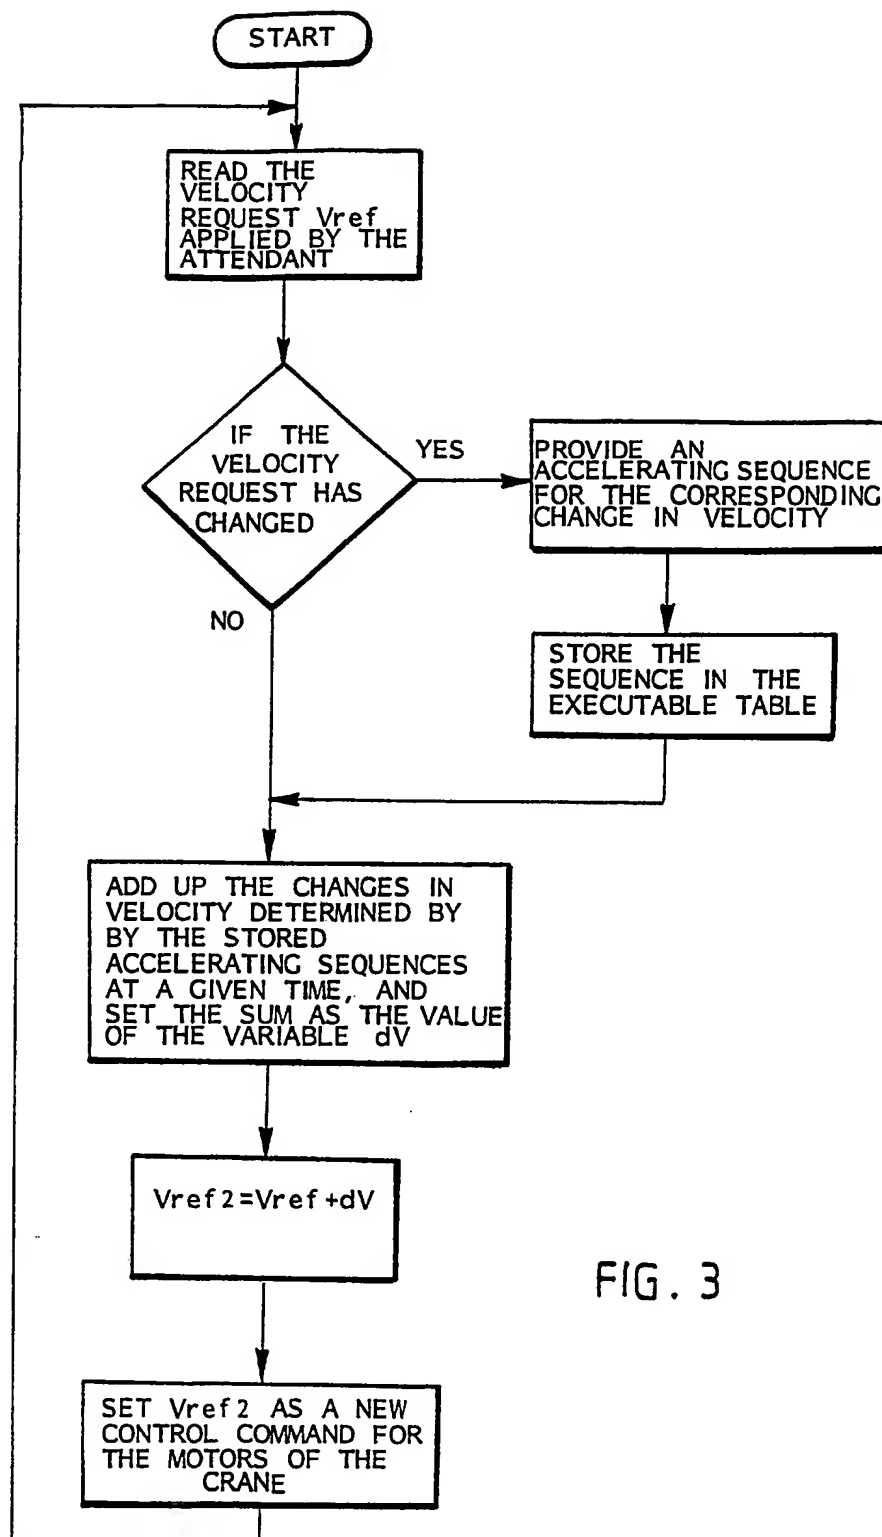 START
READ THE
VELOCITY
REQUEST Vref
APPLIED BY THE
ATTENDANT
IF THE
VELOCITY
REQUEST HAS
CHANGED
YES
PROVIDE AN
ACCELERATING SEQUENCE
FOR THE CORRESPONDING
CHANGE IN VELOCITY
NO
STORE THE
SEQUENCE IN THE
EXECUTABLE TABLE
ADD UP THE CHANGES IN
VELOCITY DETERMINED BY
BY THE STORED
ACCELERATING SEQUENCES
AT A GIVEN TIME, AND
SET THE SUM AS THE VALUE
OF THE VARIABLE dV
Vref2=Vref+dV
FIG. 3
SET Vref2 AS A NEW
CONTROL COMMAND FOR
THE MOTORS OF THE
CRANE